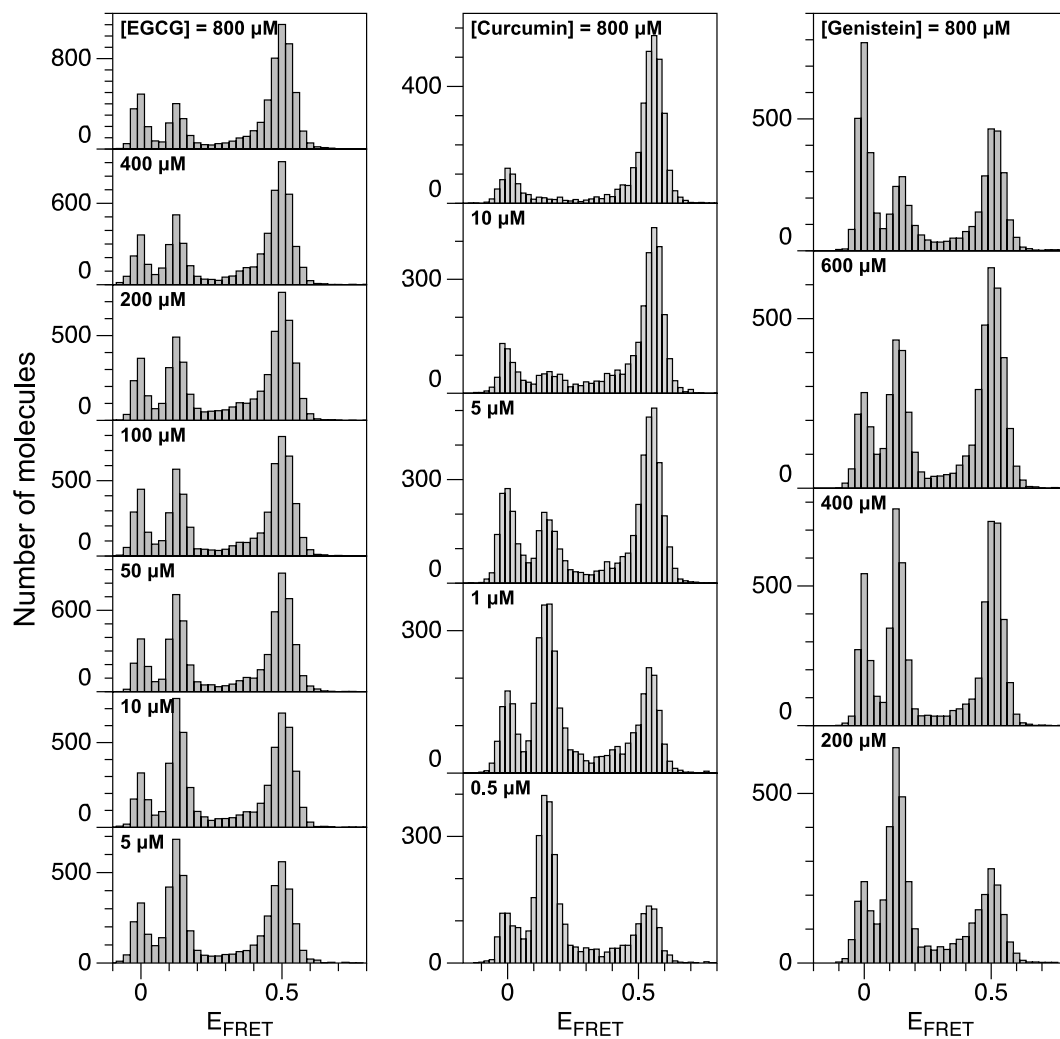 Number of molecules
[EGCG] = 800 µM
800
0
400 µM
600
0
200 µM
500
0
100 µM
500
0
50 µM
600
0
10 µM
500
0
5 µM
500
0
0 0.5
E_FRET
[Curcumin] = 800 µM
400
0
10 µM
300
0
5 µM
300
0
1 µM
300
0.5 µM
300
0
0 0.5
E_FRET
[Genistein] = 800 µM
500
0
600 µM
500
0
400 µM
500
0
200 µM
500
0
0 0.5
E_FRET